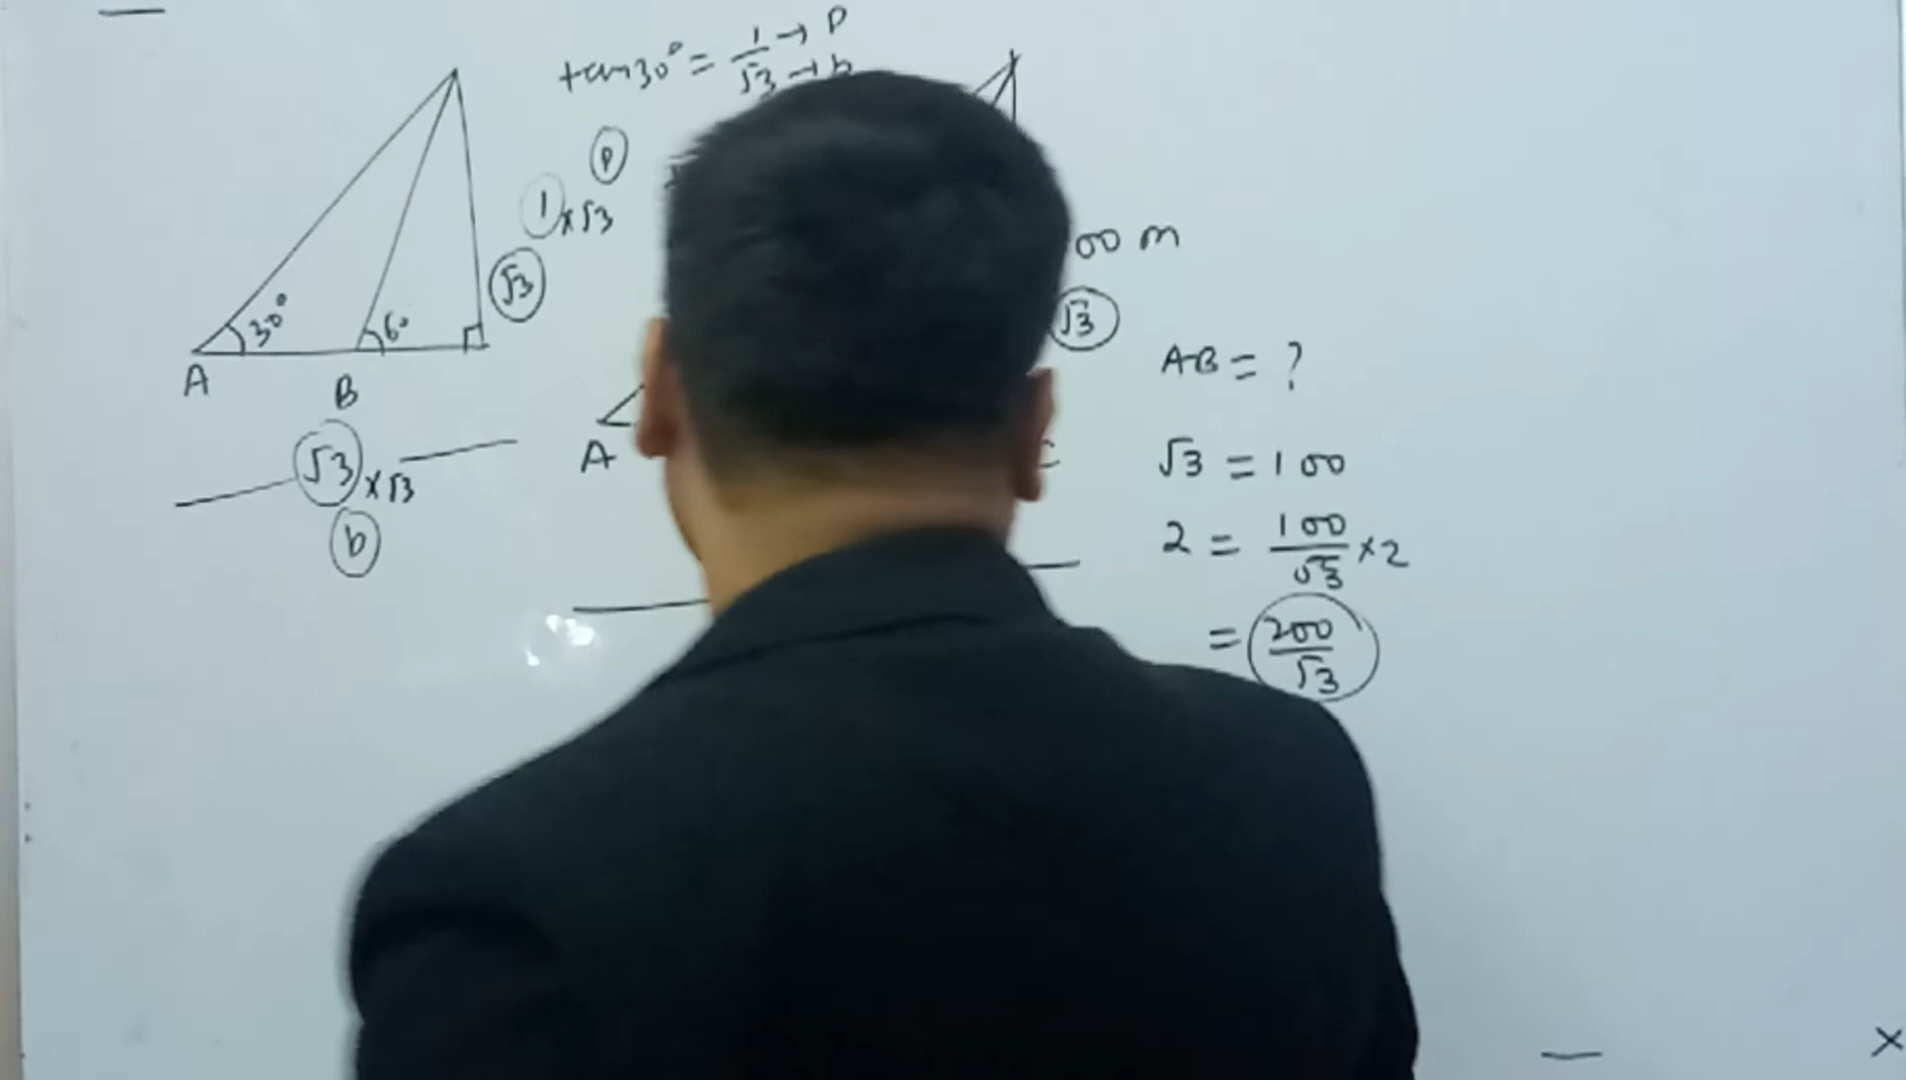 tan30° = 1/√3 → P
P
1 × √3
√3
30°
60
A
B
√3 × √3
b
A
00 m
√3
AB = ?
√3 = 100
2 = 100/√3 × 2
= 200/√3
×